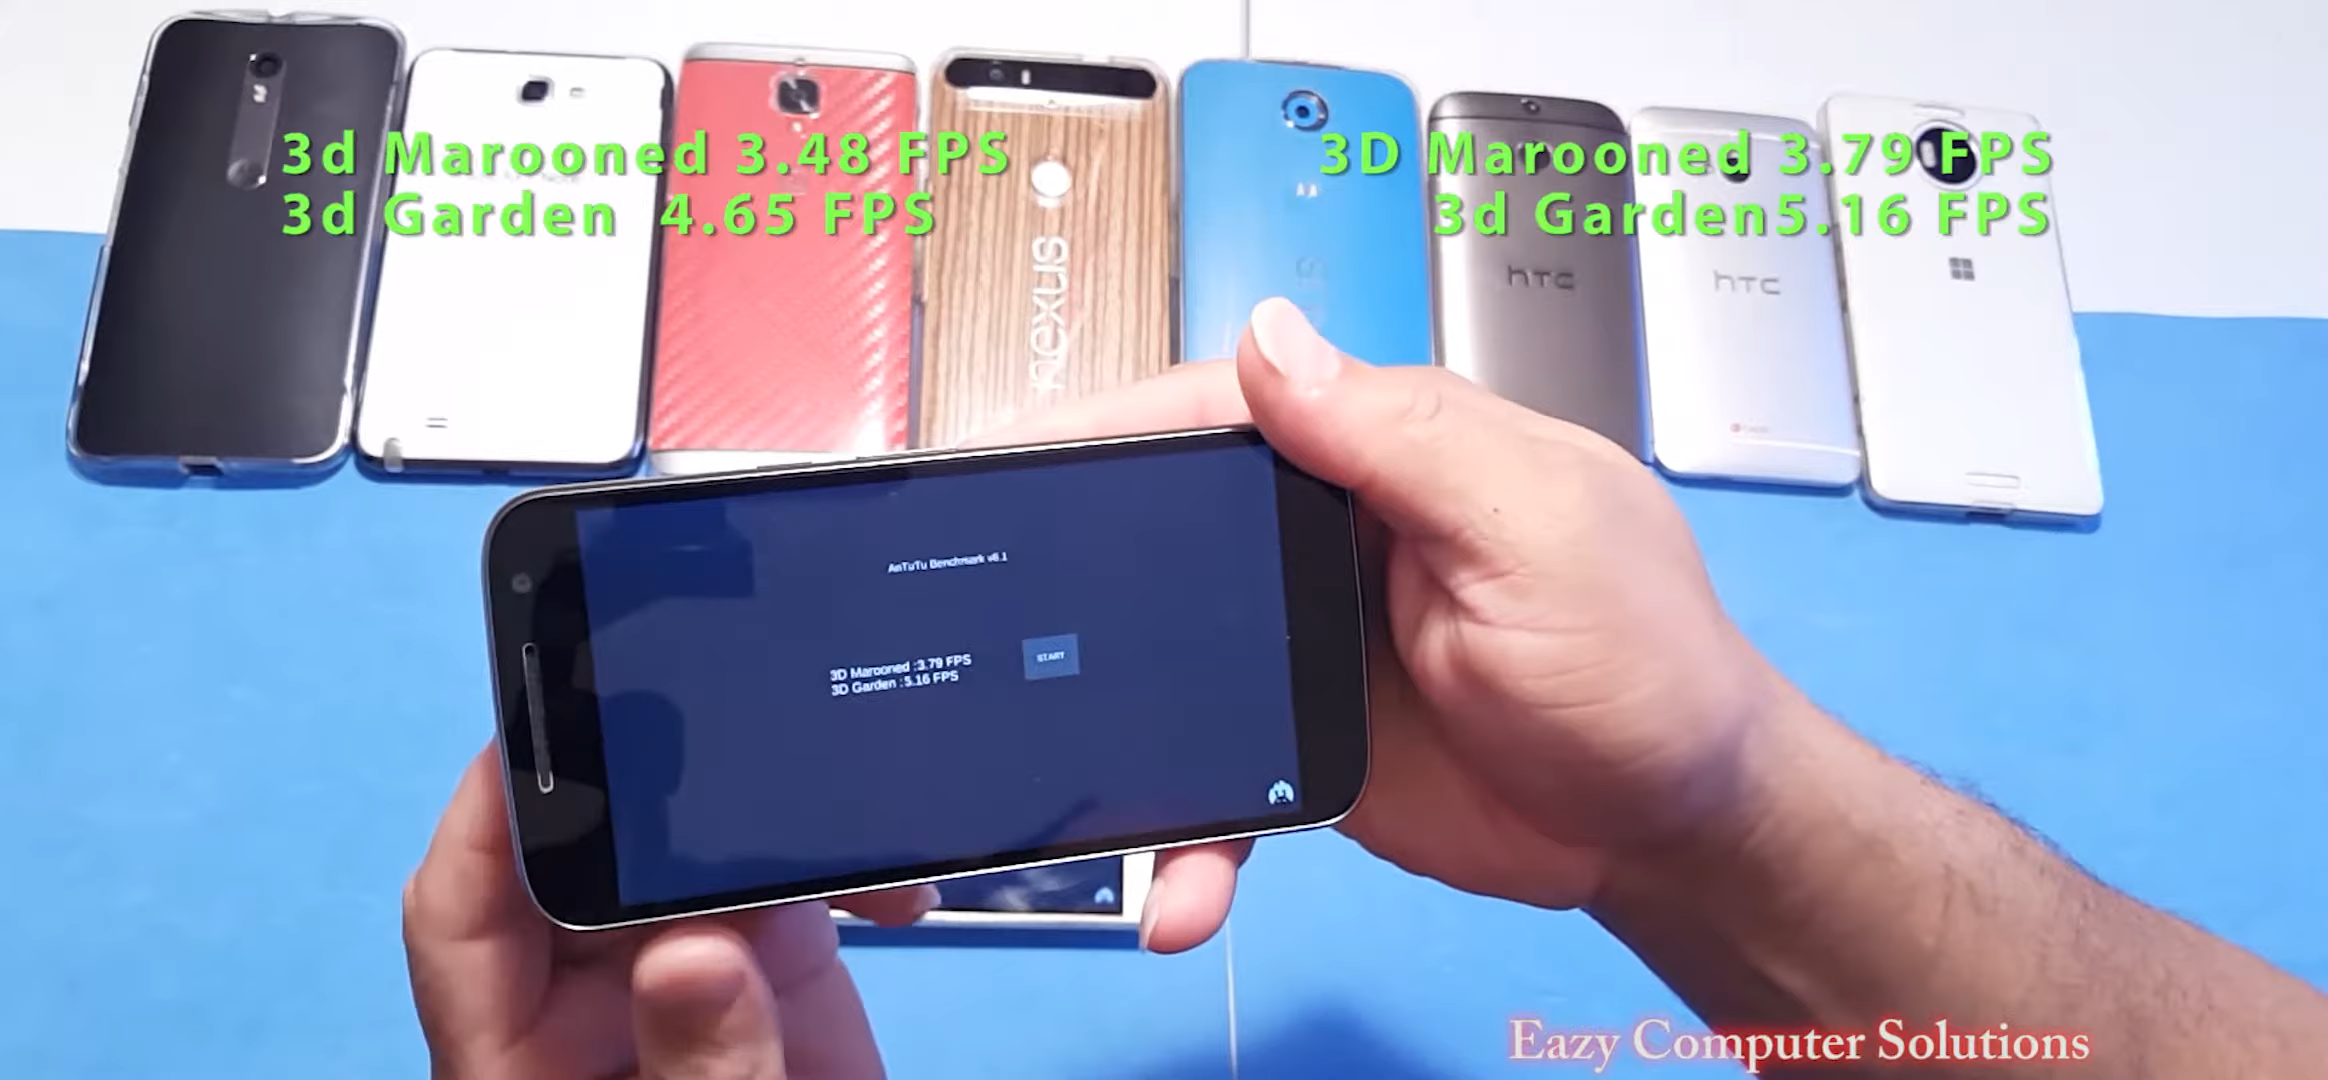 3d Marooned 3.48 FPS
3d Garden 4.65 FPS
3D Marooned 3.79 FPS
3d Garden5.16 FPS
nexus
hTC
hTC
AnTuTu Benchmark v6.1
3D Marooned :3.79 FPS
3D Garden :5.16 FPS
START
Eazy Computer Solutions